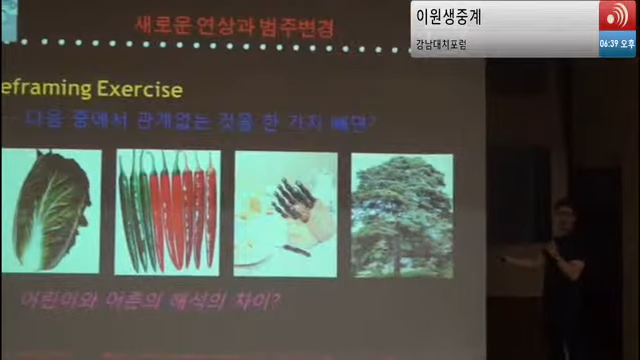 새로운 연상과 범주변경
이원생중계
강남대치포럼
06:39 오후
eframing Exercise
다음 중에서 관계없는 것을 한 가지 빼면?
어린이와 어른의 해석의 차이?